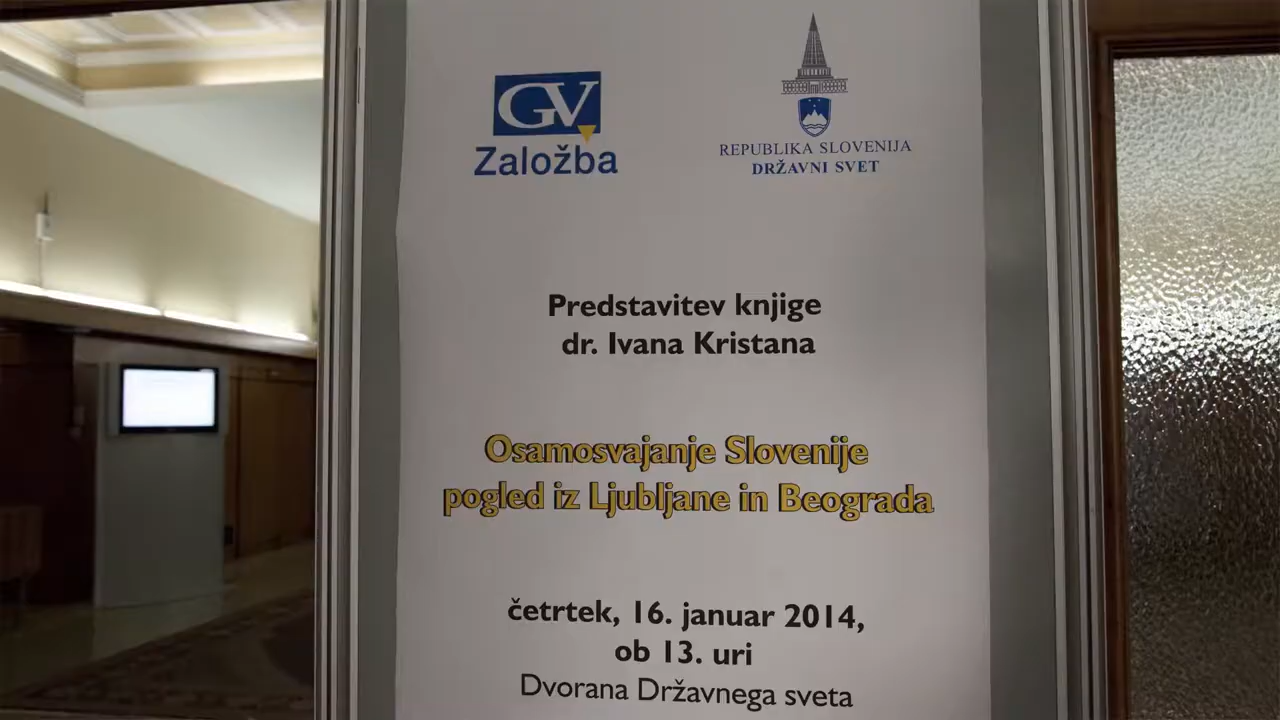 GV
Založba
REPUBLIKA SLOVENIJA
DRŽAVNI SVET
Predstavitev knjige
dr. Ivana Kristana
Osamosvajanje Slovenije
pogled iz Ljubljane in Beograda
četrtek, 16. januar 2014,
ob 13. uri
Dvorana Državnega sveta